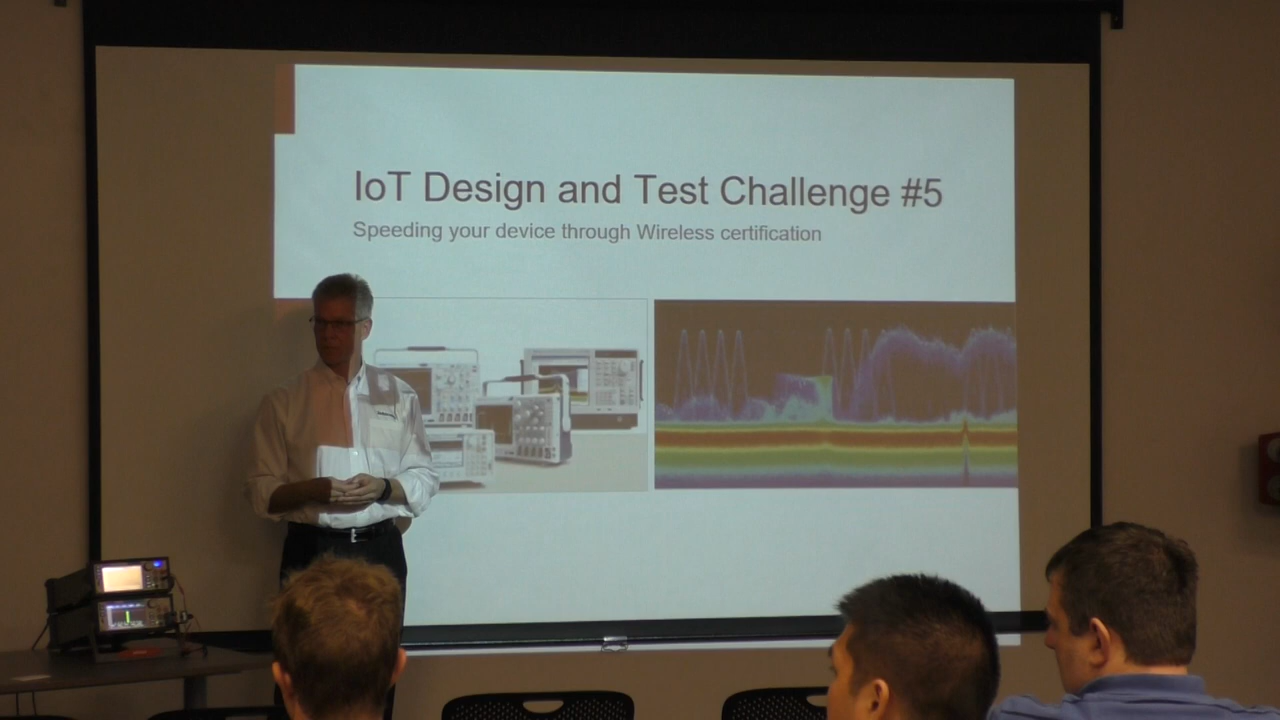 IoT Design and Test Challenge #5
Speeding your device through Wireless certification